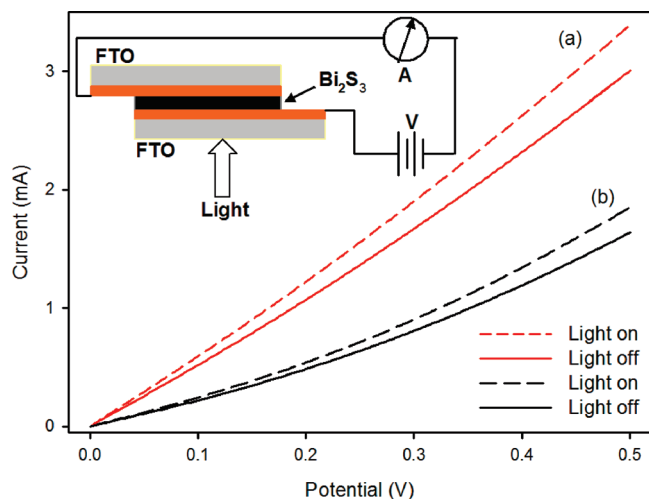 (a)
FTO
A
Bi₂S₃
V
FTO
Light
(b)
Light on
Light off
Light on
Light off
Current (mA)
3
2
1
0
0.0 0.1 0.2 0.3 0.4 0.5
Potential (V)